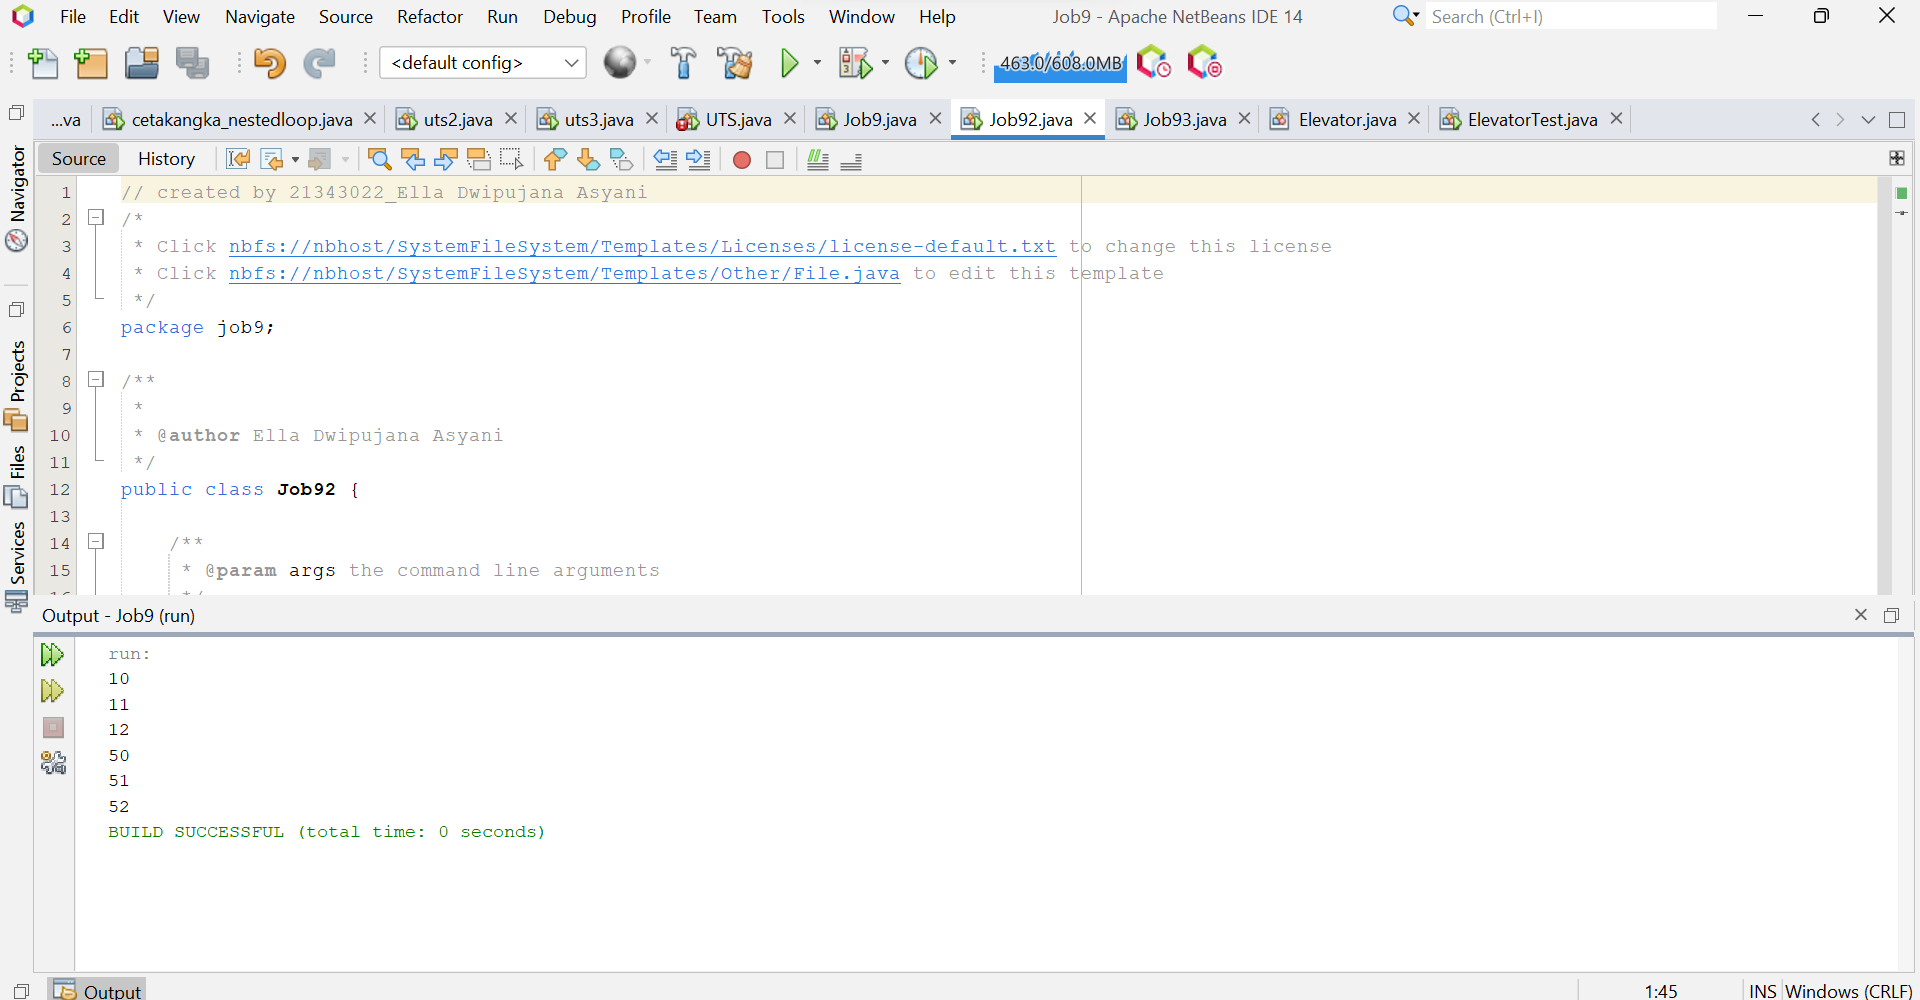 File Edit View Navigate Source Refactor Run Debug Profile Team Tools Window Help Job9 - Apache NetBeans IDE 14 Search (Ctrl+I)
<default config> 463.0/608.0MB
...va cetakangka_nestedloop.java uts2.java uts3.java UTS.java Job9.java Job92.java Job93.java Elevator.java ElevatorTest.java
Source History
Navigator
Projects
Files
Services
1 // created by 21343022_Ella Dwipujana Asyani
2 /*
3 * Click nbfs://nbhost/SystemFileSystem/Templates/Licenses/license-default.txt to change this license
4 * Click nbfs://nbhost/SystemFileSystem/Templates/Other/File.java to edit this template
5 */
6 package job9;
7
8 /**
9 *
10 * @author Ella Dwipujana Asyani
11 */
12 public class Job92 {
13
14 /**
15 * @param args the command line arguments
Output - Job9 (run)
run:
10
11
12
50
51
52
BUILD SUCCESSFUL (total time: 0 seconds)
Output 1:45 INS Windows (CRLF)